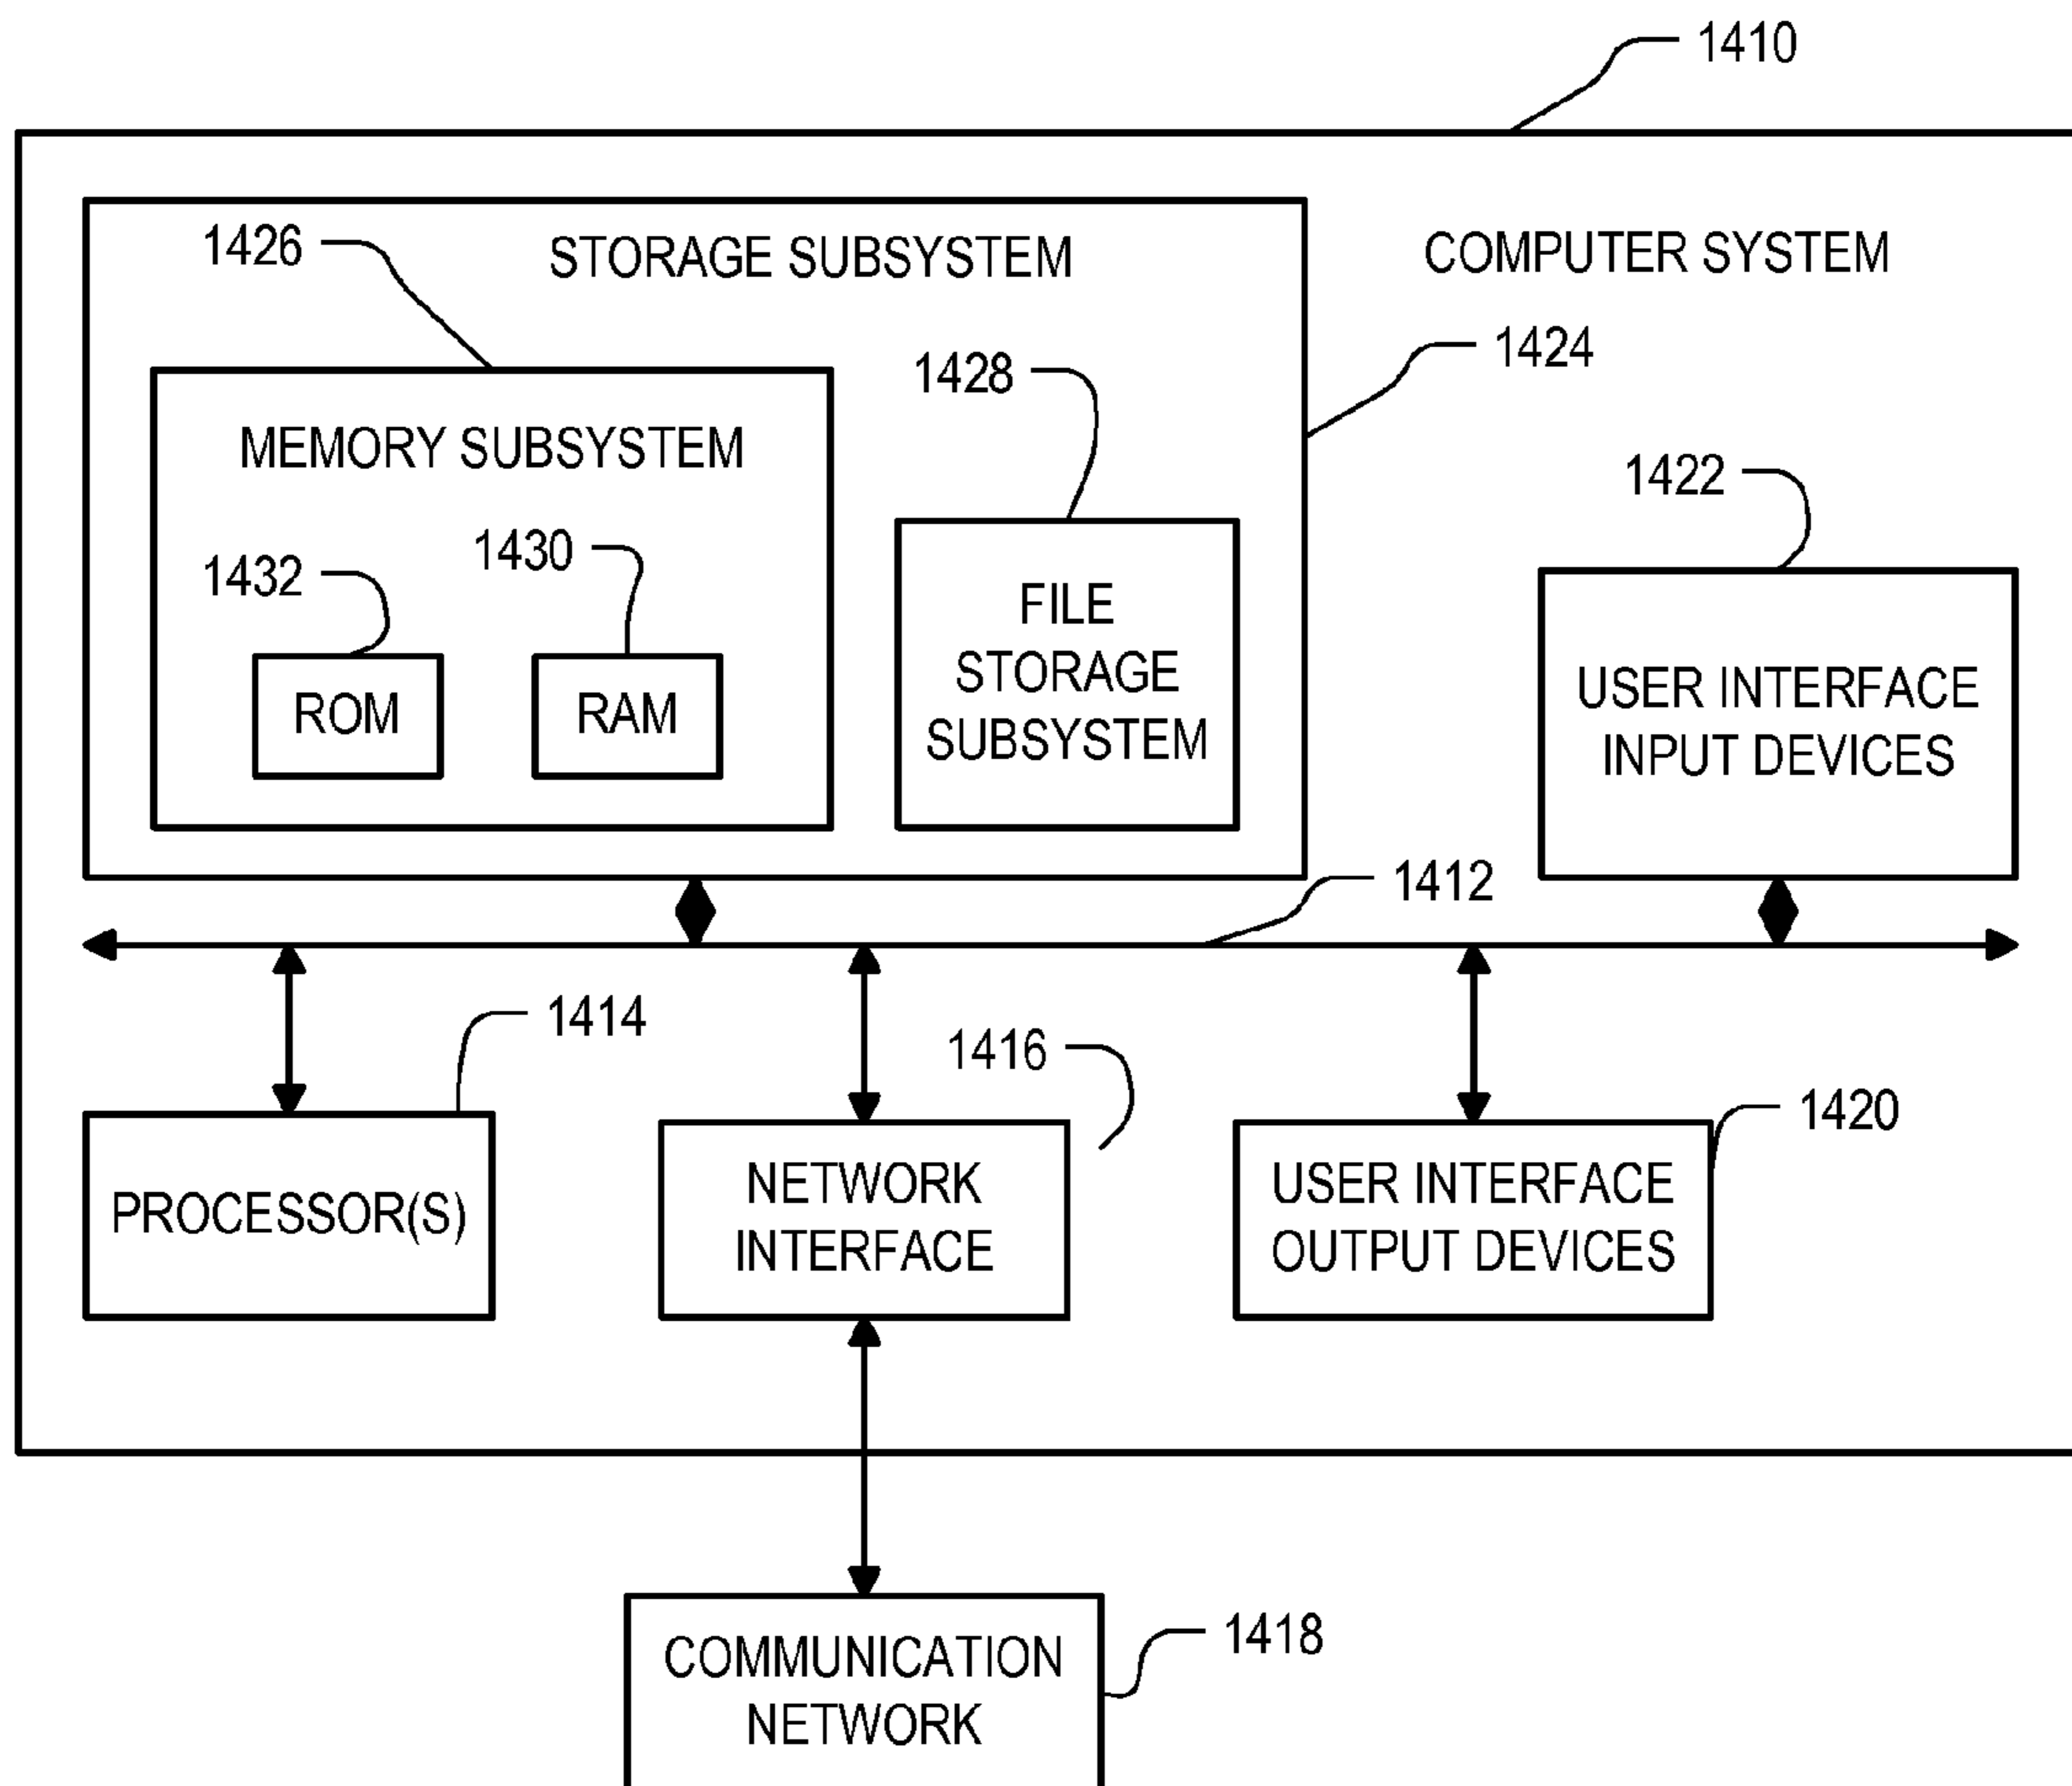 1410
1426
STORAGE SUBSYSTEM
COMPUTER SYSTEM
1424
1428
MEMORY SUBSYSTEM
1422
1432
1430
FILE
STORAGE
SUBSYSTEM
ROM
RAM
USER INTERFACE
INPUT DEVICES
1412
1414
1416
1420
PROCESSOR(S)
NETWORK
INTERFACE
USER INTERFACE
OUTPUT DEVICES
1418
COMMUNICATION
NETWORK